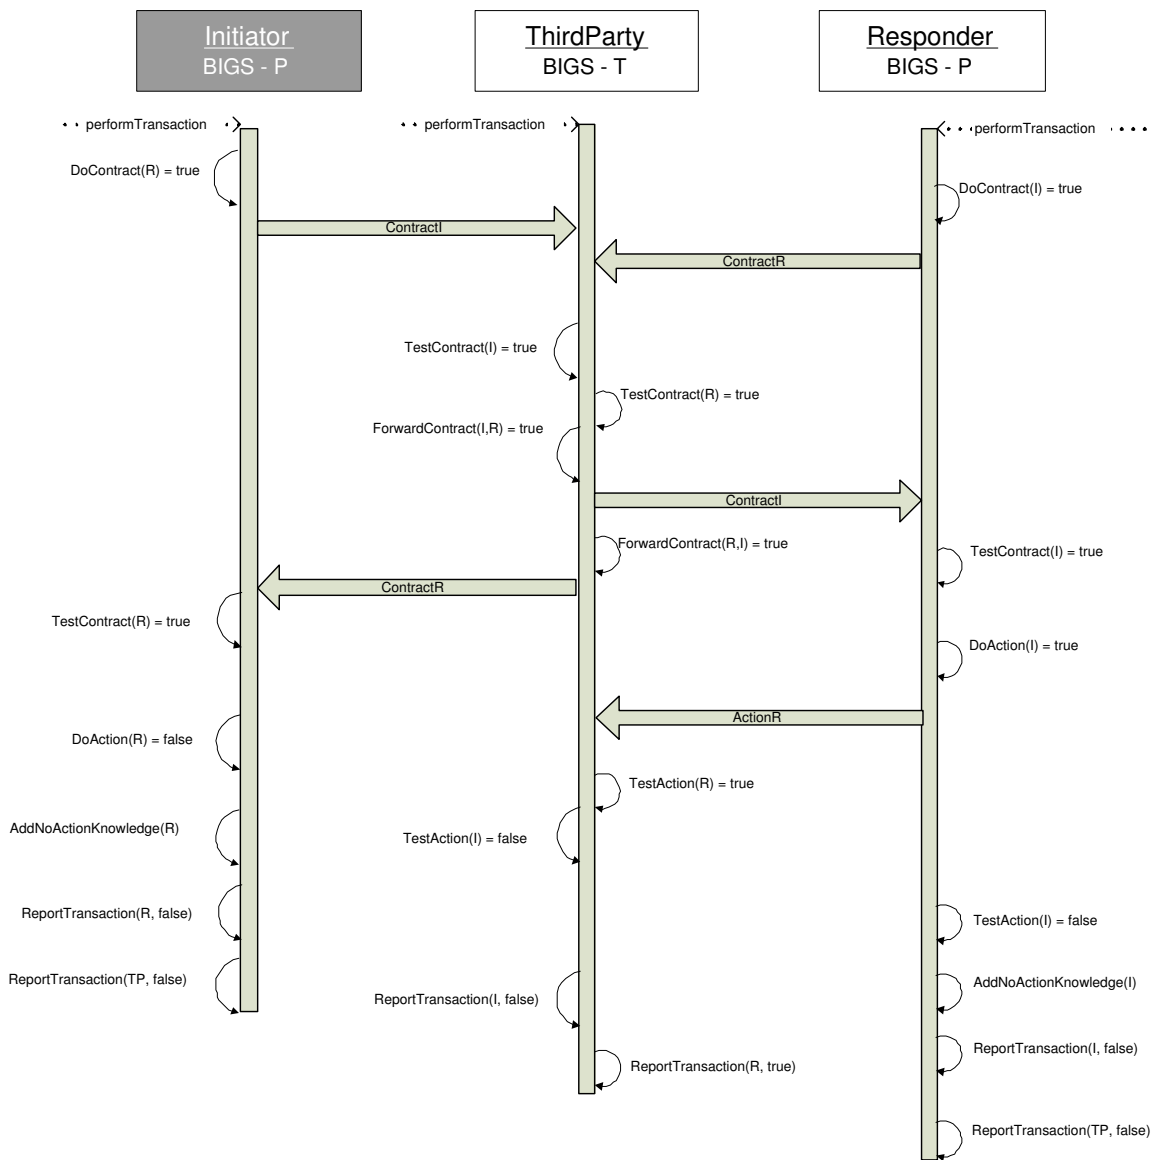 Initiator
BIGS - P
ThirdParty
BIGS - T
Responder
BIGS - P
performTransaction
performTransaction
performTransaction
DoContract(R) = true
DoContract(I) = true
ContractI
ContractR
TestContract(I) = true
TestContract(R) = true
ForwardContract(I,R) = true
ContractI
ForwardContract(R,I) = true
TestContract(I) = true
ContractR
TestContract(R) = true
DoAction(I) = true
ActionR
DoAction(R) = false
TestAction(R) = true
AddNoActionKnowledge(R)
TestAction(I) = false
ReportTransaction(R, false)
TestAction(I) = false
ReportTransaction(TP, false)
AddNoActionKnowledge(I)
ReportTransaction(I, false)
ReportTransaction(I, false)
ReportTransaction(R, true)
ReportTransaction(TP, false)